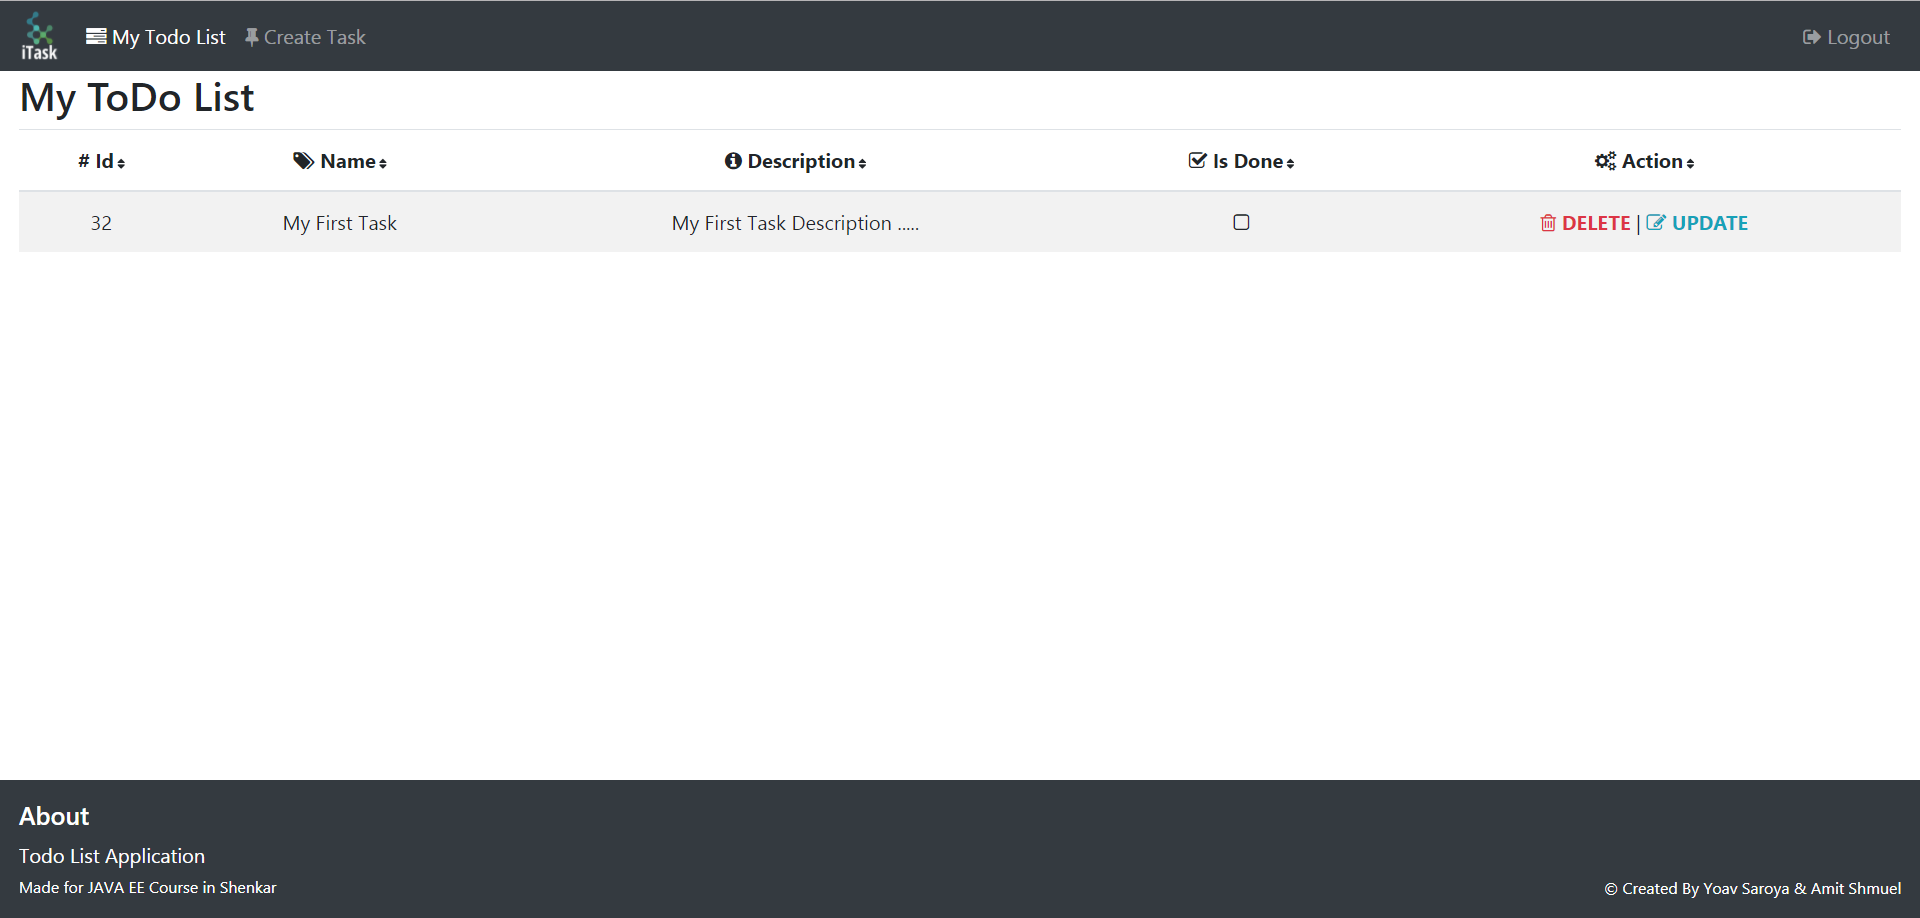 iTask
My Todo List Create Task Logout
My ToDo List
# Id Name Description Is Done Action
32 My First Task My First Task Description ..... DELETE | UPDATE
About
Todo List Application
Made for JAVA EE Course in Shenkar
© Created By Yoav Saroya & Amit Shmuel